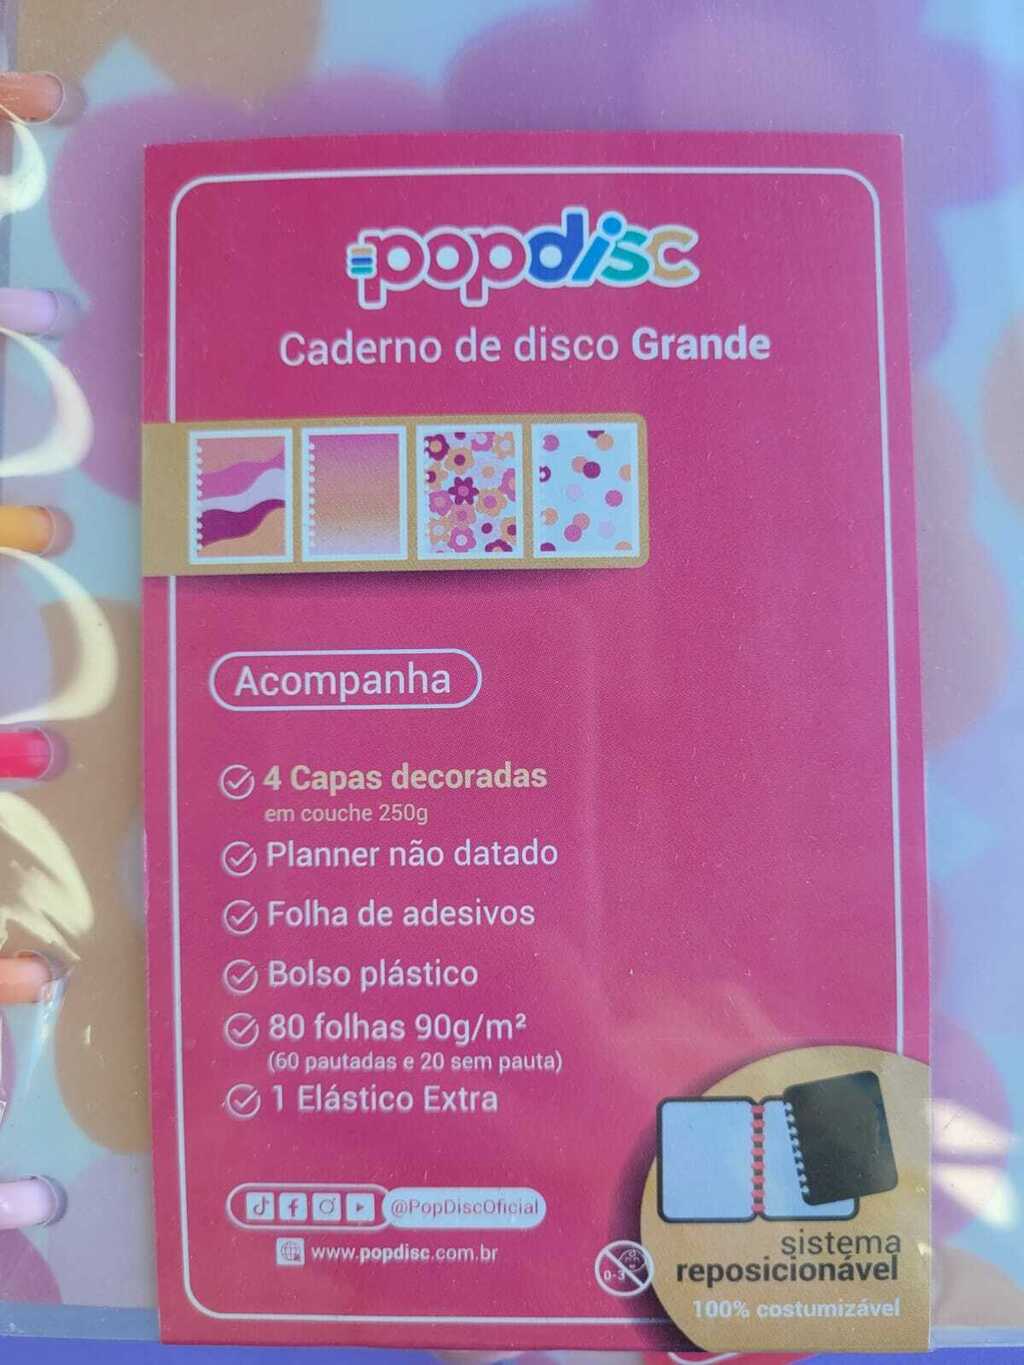 popdisc
Caderno de disco Grande
Acompanha
4 Capas decoradas
em couche 250g
Planner não datado
Folha de adesivos
Bolso plástico
80 folhas 90g/m²
(60 pautadas e 20 sem pauta)
1 Elástico Extra
@PopDiscOficial
www.popdisc.com.br
0-3
sistema
reposicionável
100% costumizável